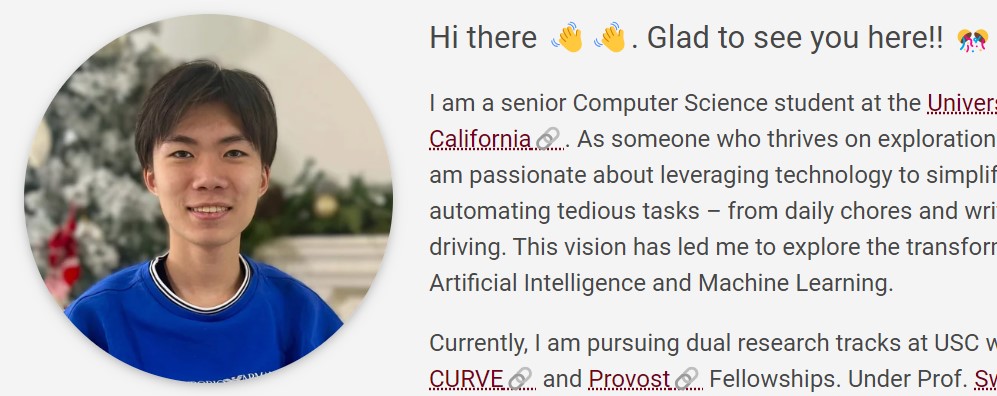 Hi there 👋 👋. Glad to see you here!! 🎊
I am a senior Computer Science student at the
California🔗. As someone who thrives on exploration
am passionate about leveraging technology to
automating tedious tasks – from daily chores and
driving. This vision has led me to explore the
Artificial Intelligence and Machine Learning.
Currently, I am pursuing dual research tracks at USC
CURVE🔗 and Provost🔗 Fellowships. Under Prof.